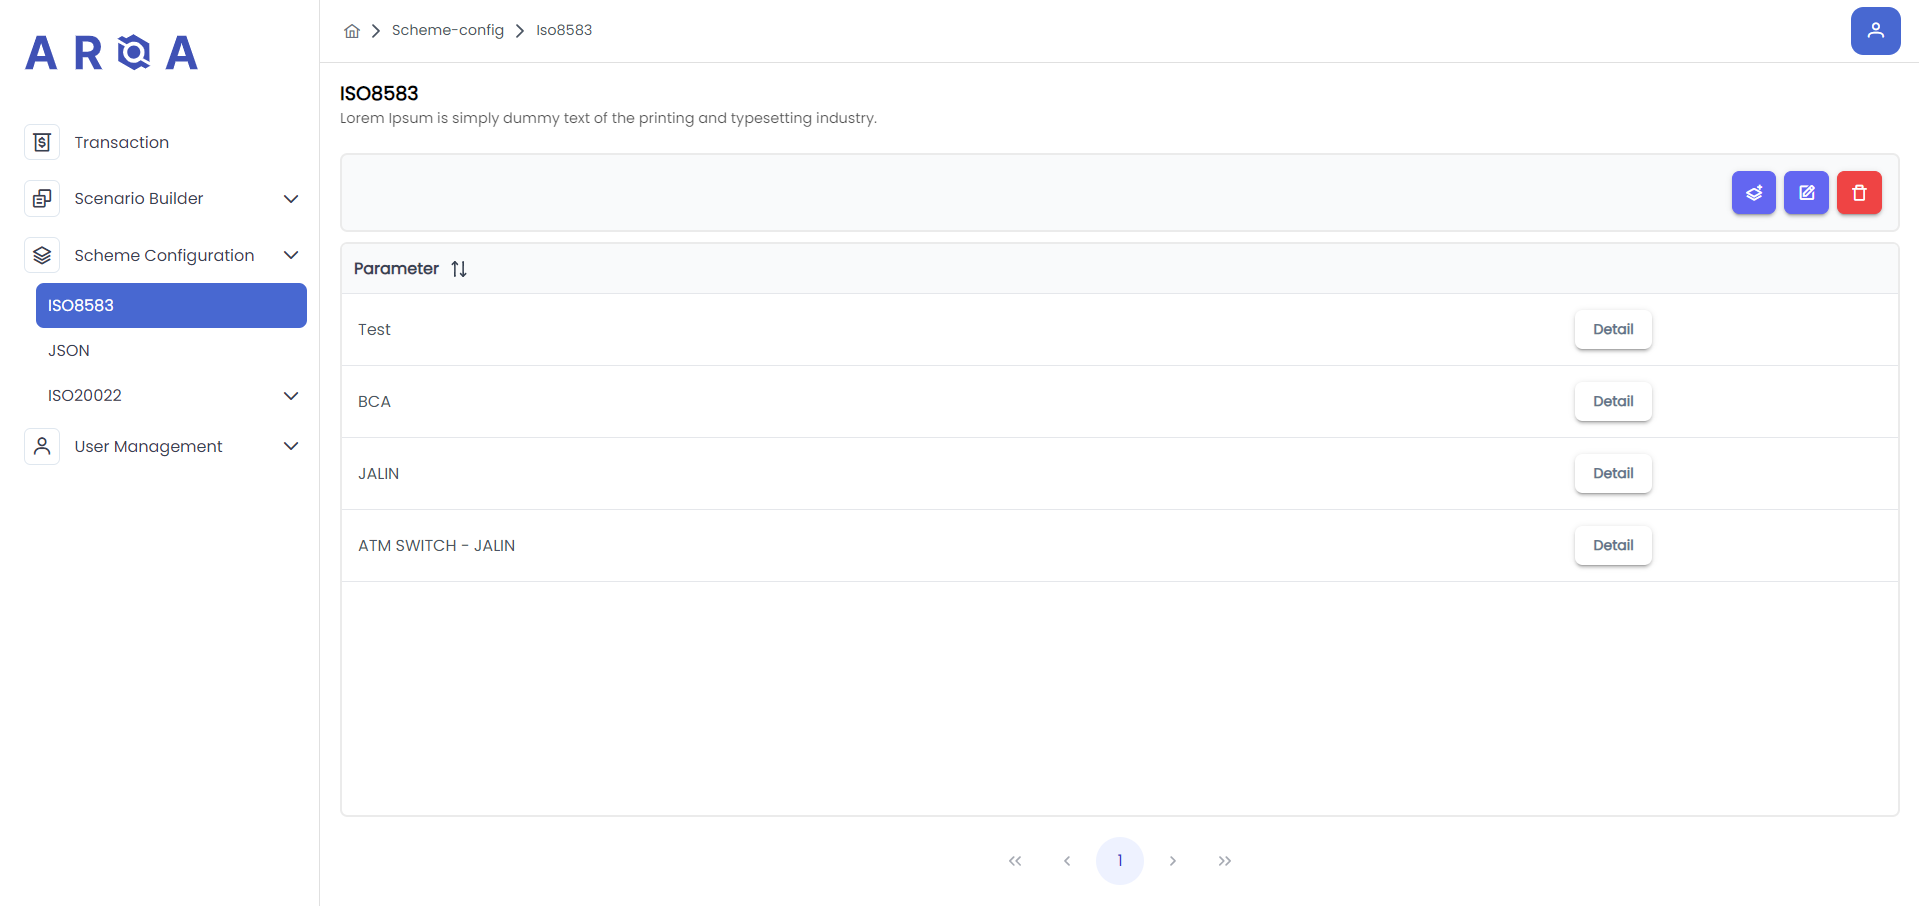 ARQA
Scheme-config
Iso8583
Transaction
Scenario Builder
Scheme Configuration
ISO8583
JSON
ISO20022
User Management
ISO8583
Lorem Ipsum is simply dummy text of the printing and typesetting industry.
Parameter
Test
Detail
BCA
Detail
JALIN
Detail
ATM SWITCH - JALIN
Detail
1